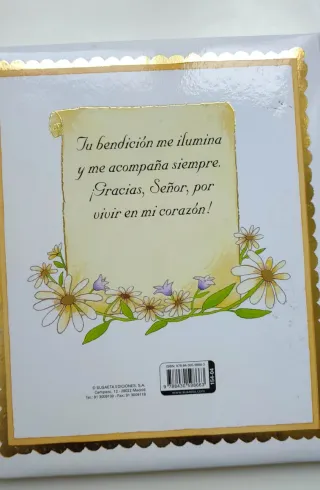 Tu bendición me ilumina
y me acompaña siempre.
¡Gracias, Señor, por
vivir en mi corazón!
© SUSAETA EDICIONES, S.A.